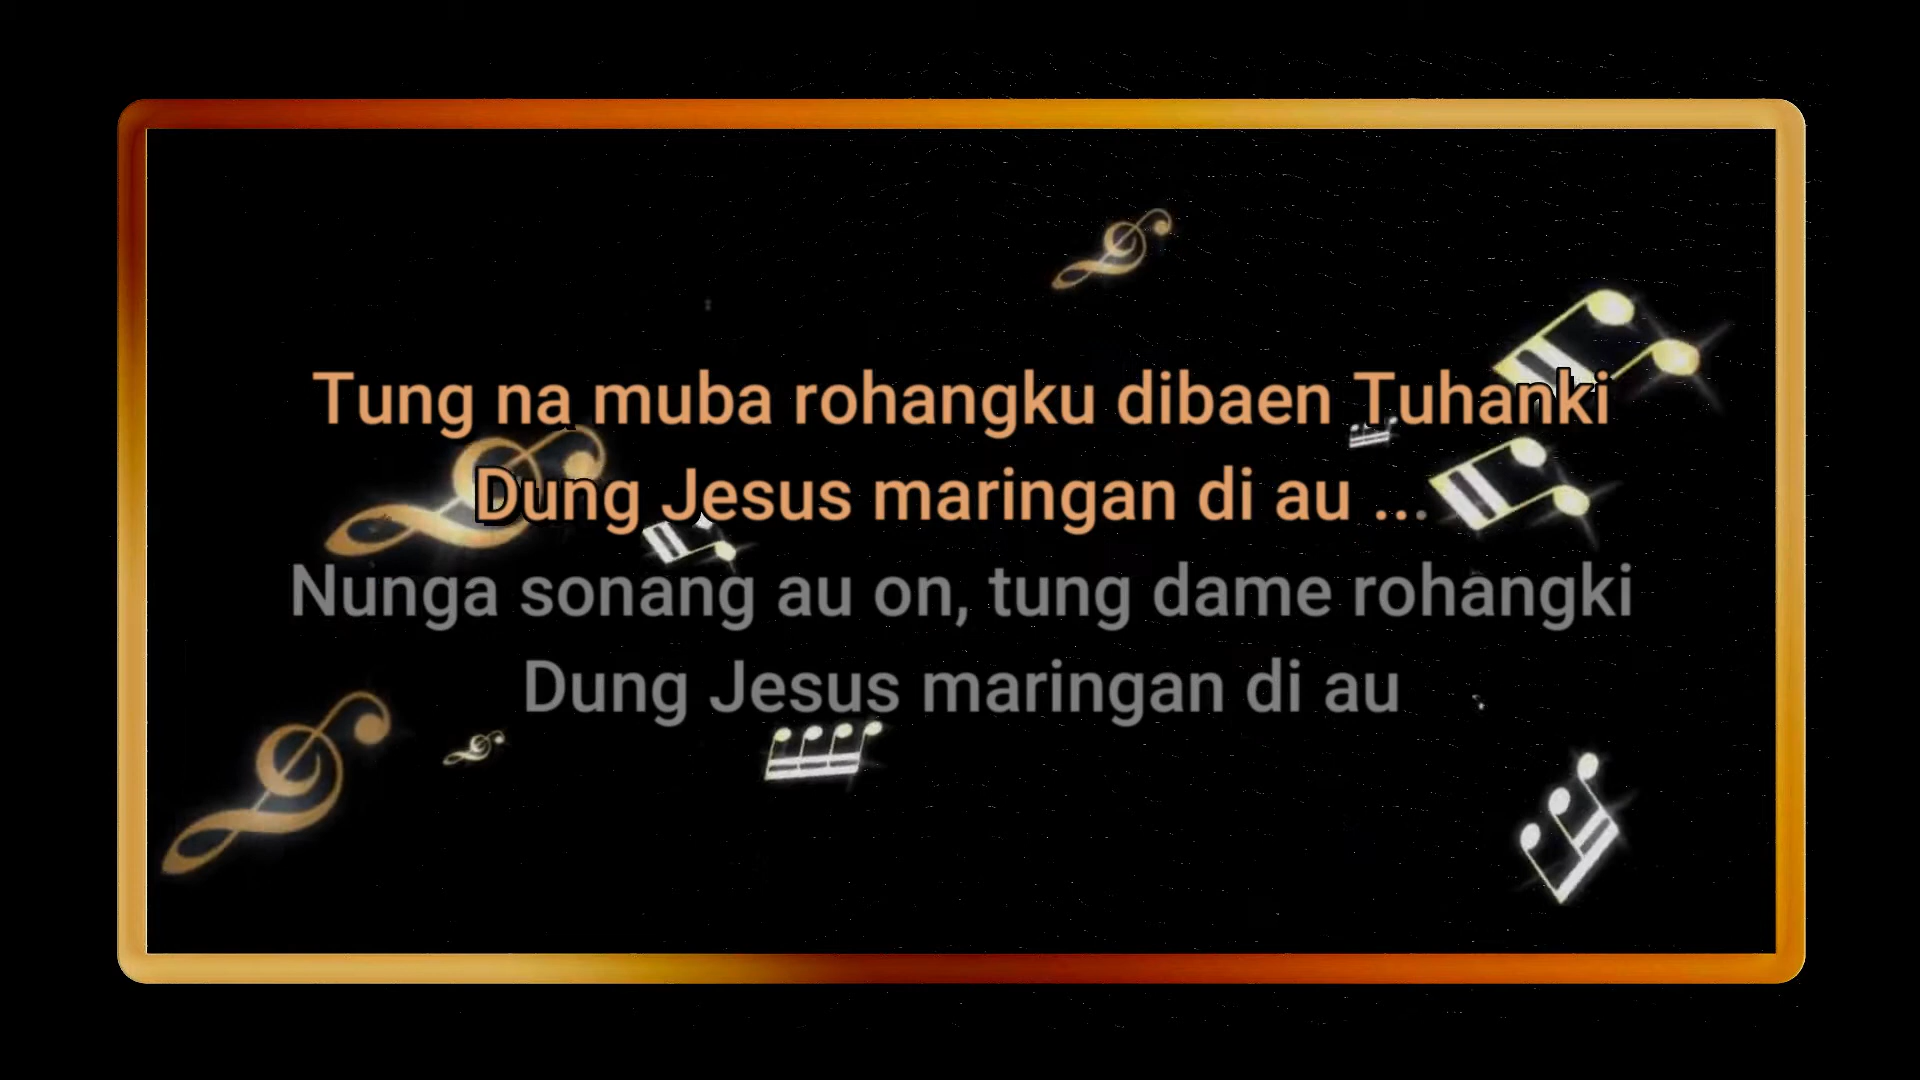 Tung na muba rohangku dibaen Tuhanki
Dung Jesus maringan di au ...
Nunga sonang au on, tung dame rohangki
Dung Jesus maringan di au